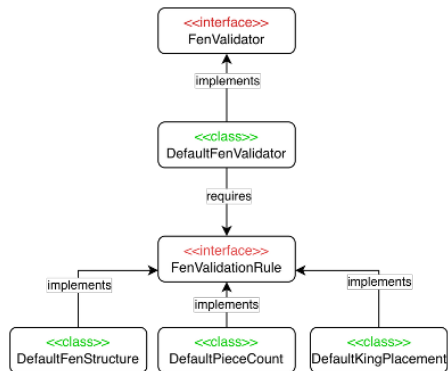 <<interface>>
FenValidator
implements
<<class>>
DefaultFenValidator
requires
<<interface>>
FenValidationRule
implements
implements
implements
<<class>>
DefaultFenStructure
<<class>>
DefaultPieceCount
<<class>>
DefaultKingPlacement